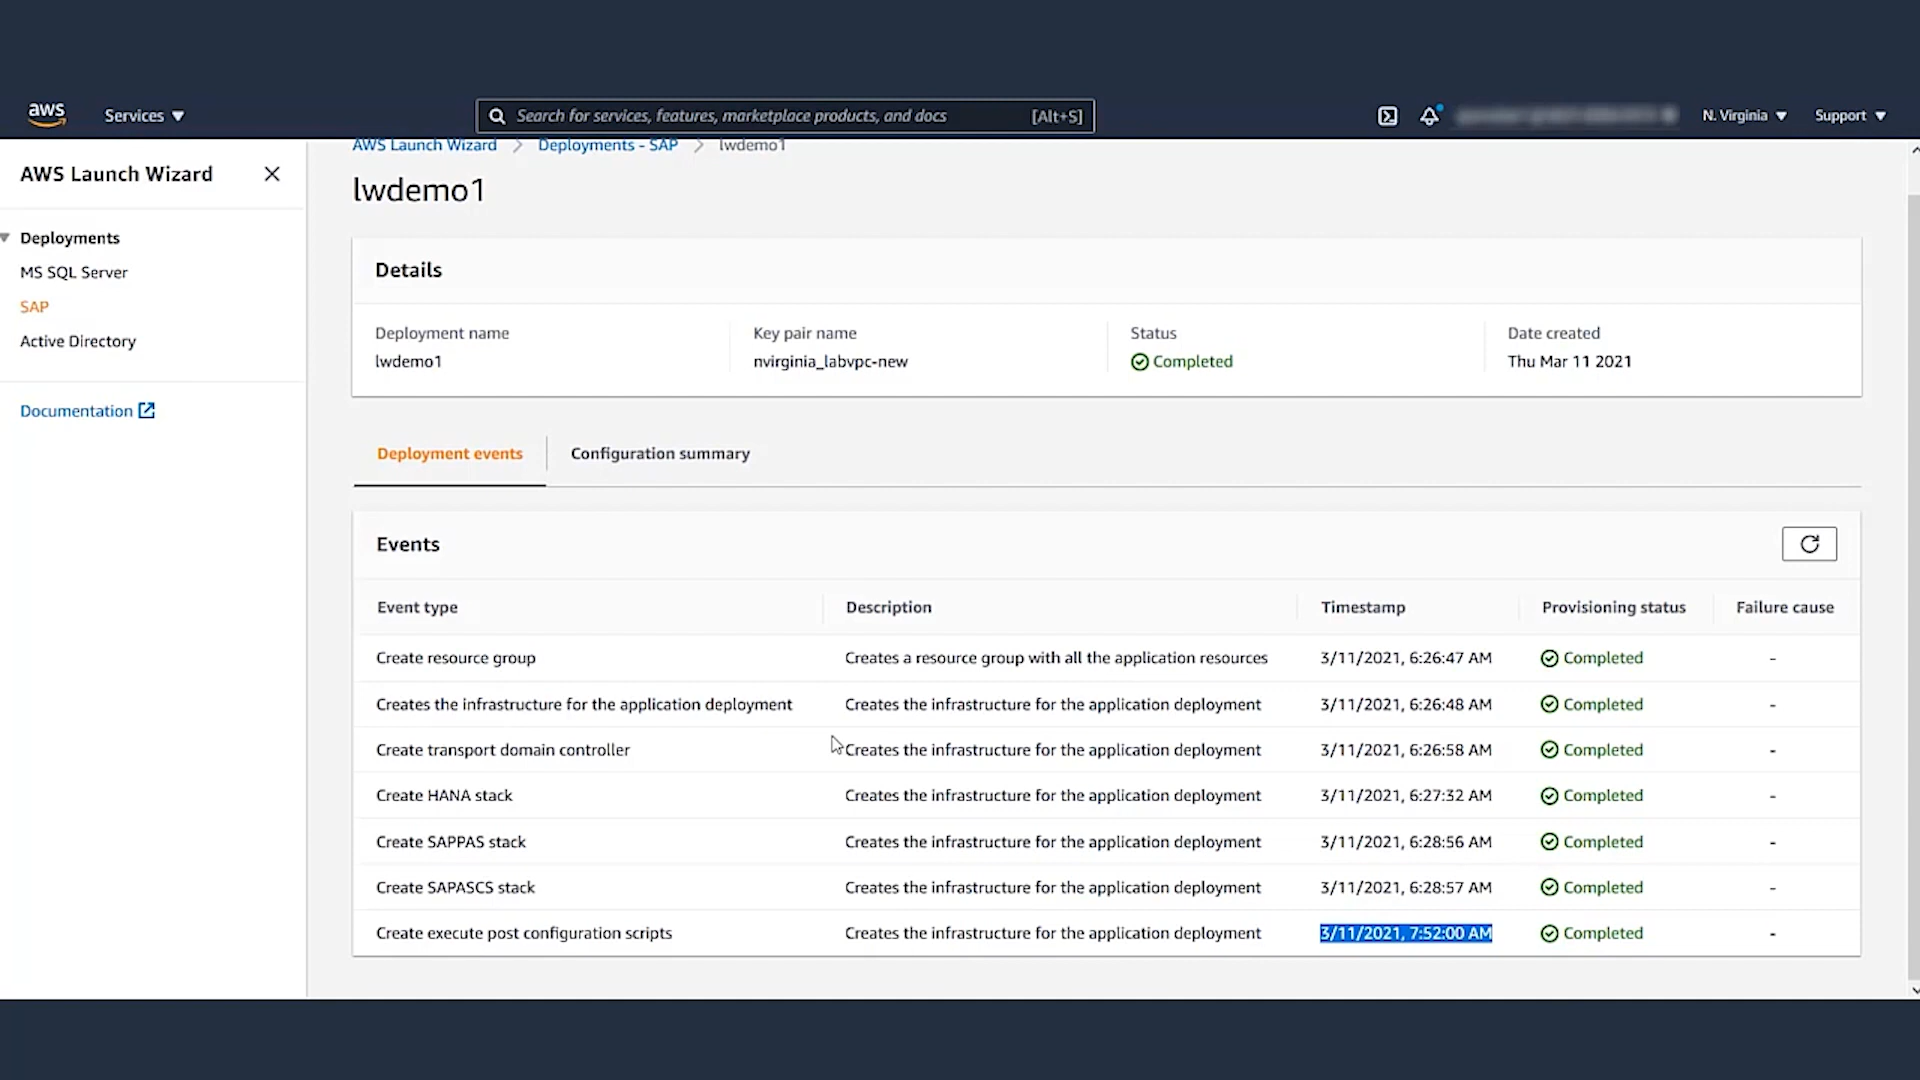 aws Services Search for services, features, marketplace products, and docs [Alt+S] N. Virginia Support
AWS Launch Wizard
Deployments
MS SQL Server
SAP
Active Directory
Documentation
AWS Launch Wizard Deployments - SAP lwdemo1
lwdemo1
Details
Deployment name Key pair name Status Date created
lwdemo1 nvirginia_labvpc-new Completed Thu Mar 11 2021
Deployment events Configuration summary
Events
Event type Description Timestamp Provisioning status Failure cause
Create resource group Creates a resource group with all the application resources 3/11/2021, 6:26:47 AM Completed -
Creates the infrastructure for the application deployment Creates the infrastructure for the application deployment 3/11/2021, 6:26:48 AM Completed -
Create transport domain controller Creates the infrastructure for the application deployment 3/11/2021, 6:26:58 AM Completed -
Create HANA stack Creates the infrastructure for the application deployment 3/11/2021, 6:27:32 AM Completed -
Create SAPPAS stack Creates the infrastructure for the application deployment 3/11/2021, 6:28:56 AM Completed -
Create SAPASCS stack Creates the infrastructure for the application deployment 3/11/2021, 6:28:57 AM Completed -
Create execute post configuration scripts Creates the infrastructure for the application deployment 3/11/2021, 7:52:00 AM Completed -